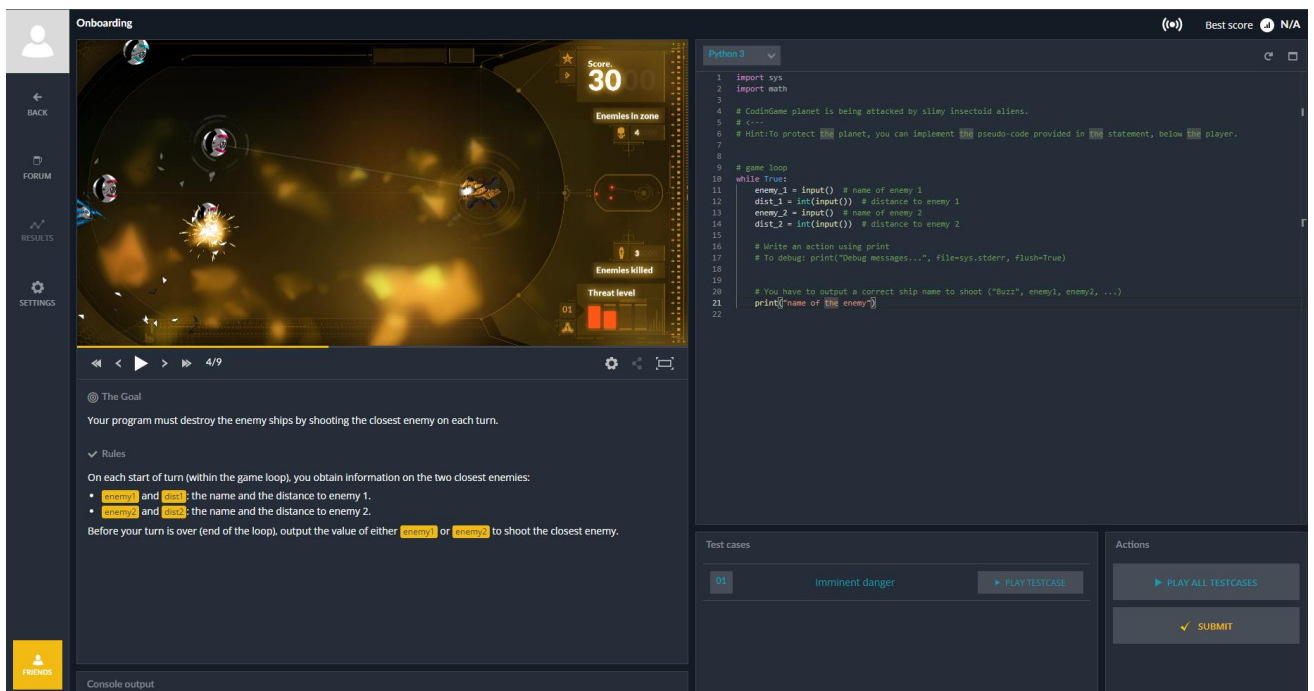 Onboarding
Best score N/A
BACK
FORUM
RESULTS
SETTINGS
FRIENDS
Score.
3000
Enemies in zone
4
3
Enemies killed
Threat level
01
4/9
The Goal
Your program must destroy the enemy ships by shooting the closest enemy on each turn.
Rules
On each start of turn (within the game loop), you obtain information on the two closest enemies:
• enemy1 and dist1: the name and the distance to enemy 1.
• enemy2 and dist2: the name and the distance to enemy 2.
Before your turn is over (end of the loop), output the value of either enemy1 or enemy2 to shoot the closest enemy.
Console output
Python 3
1 import sys
2 import math
3
4 # CodinGame planet is being attacked by slimy insectoid aliens.
5 # <---
6 # Hint:To protect the planet, you can implement the pseudo-code provided in the statement, below the player.
7
8
9 # game loop
10 while True:
11     enemy_1 = input()  # name of enemy 1
12     dist_1 = int(input())  # distance to enemy 1
13     enemy_2 = input()  # name of enemy 2
14     dist_2 = int(input())  # distance to enemy 2
15
16     # Write an action using print
17     # To debug: print("Debug messages...", file=sys.stderr, flush=True)
18
19
20     # You have to output a correct ship name to shoot ("Buzz", enemy1, enemy2, ...)
21     print("name of the enemy")
22
Test cases
01 Imminent danger PLAY TESTCASE
Actions
PLAY ALL TESTCASES
SUBMIT